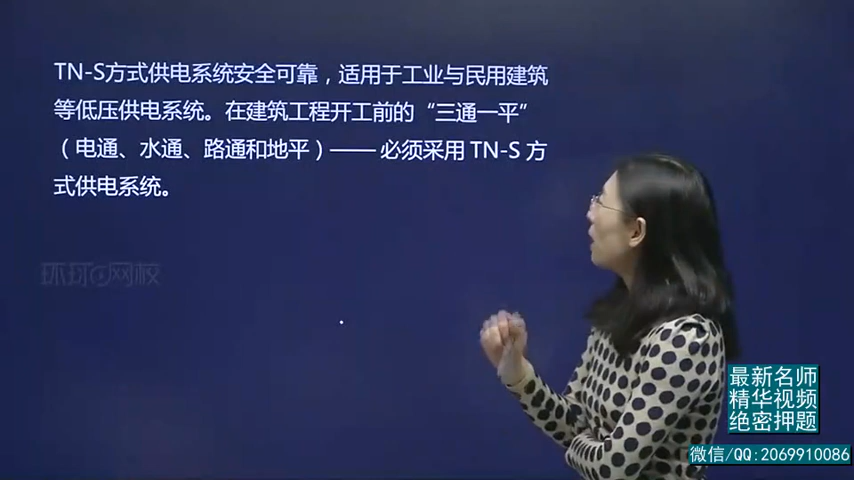 TN-S方式供电系统安全可靠，适用于工业与民用建筑
等低压供电系统。在建筑工程开工前的“三通一平”
（电通、水通、路通和地平）—— 必须采用 TN-S 方
式供电系统。
环球网校
最新名师
精华视频
绝密押题
微信/QQ:2069910086